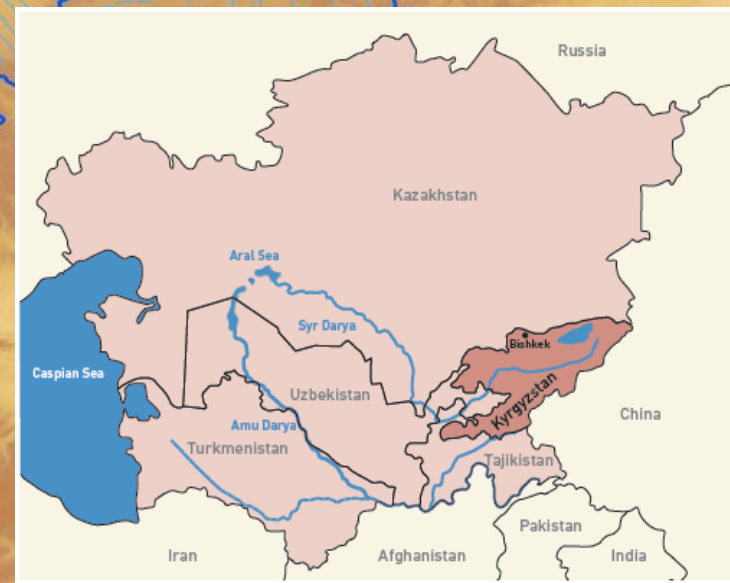 Russia
Kazakhstan
Aral Sea
Syr Darya
Bishkek
Caspian Sea
Uzbekistan
Kyrgyzstan
China
Amu Darya
Turkmenistan
Tajikistan
Pakistan
Iran
Afghanistan
India